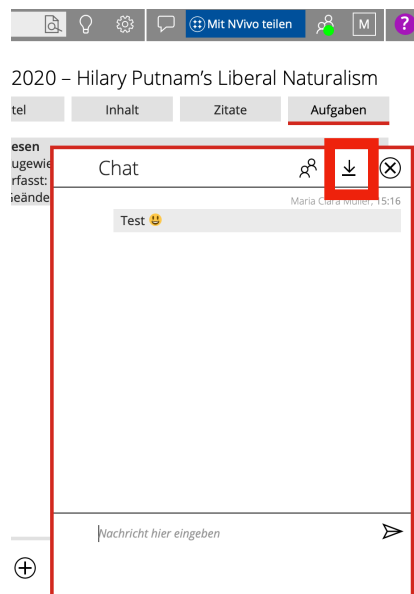 Mit NVivo teilen
M
?
2020 – Hilary Putnam’s Liberal Naturalism
tel
Inhalt
Zitate
Aufgaben
esen
ugewie
rfasst:
Geände
Chat
Maria Clara Müller, 15:16
Test 😃
Nachricht hier eingeben